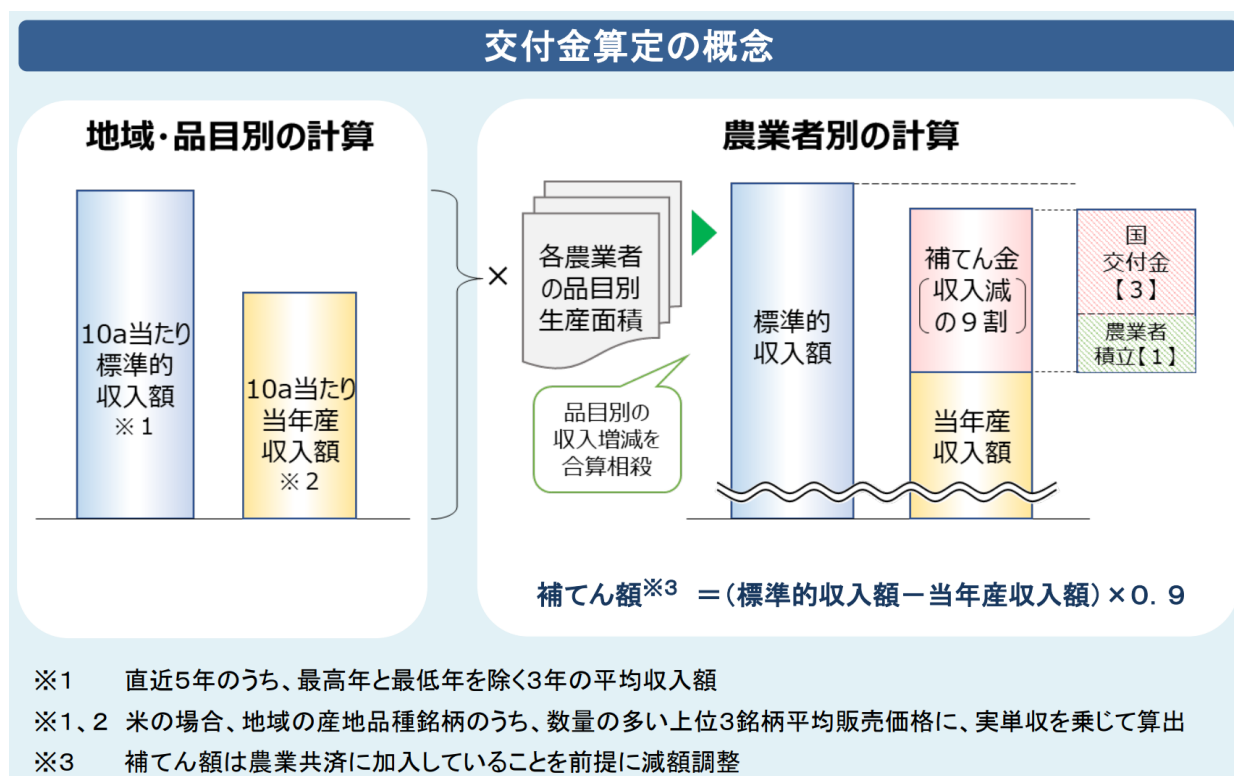 交付金算定の概念
地域・品目別の計算
10a当たり
標準的
収入額
※１
10a当たり
当年産
収入額
※２
×
農業者別の計算
各農業者
の品目別
生産面積
品目別の
収入増減を
合算相殺
標準的
収入額
補てん金
収入減
の９割
当年産
収入額
国
交付金
【３】
農業者
積立【１】
補てん額※3 ＝（標準的収入額－当年産収入額）×０．９
※１ 直近５年のうち、最高年と最低年を除く３年の平均収入額
※１、２ 米の場合、地域の産地品種銘柄のうち、数量の多い上位３銘柄平均販売価格に、実単収を乗じて算出
※３ 補てん額は農業共済に加入していることを前提に減額調整